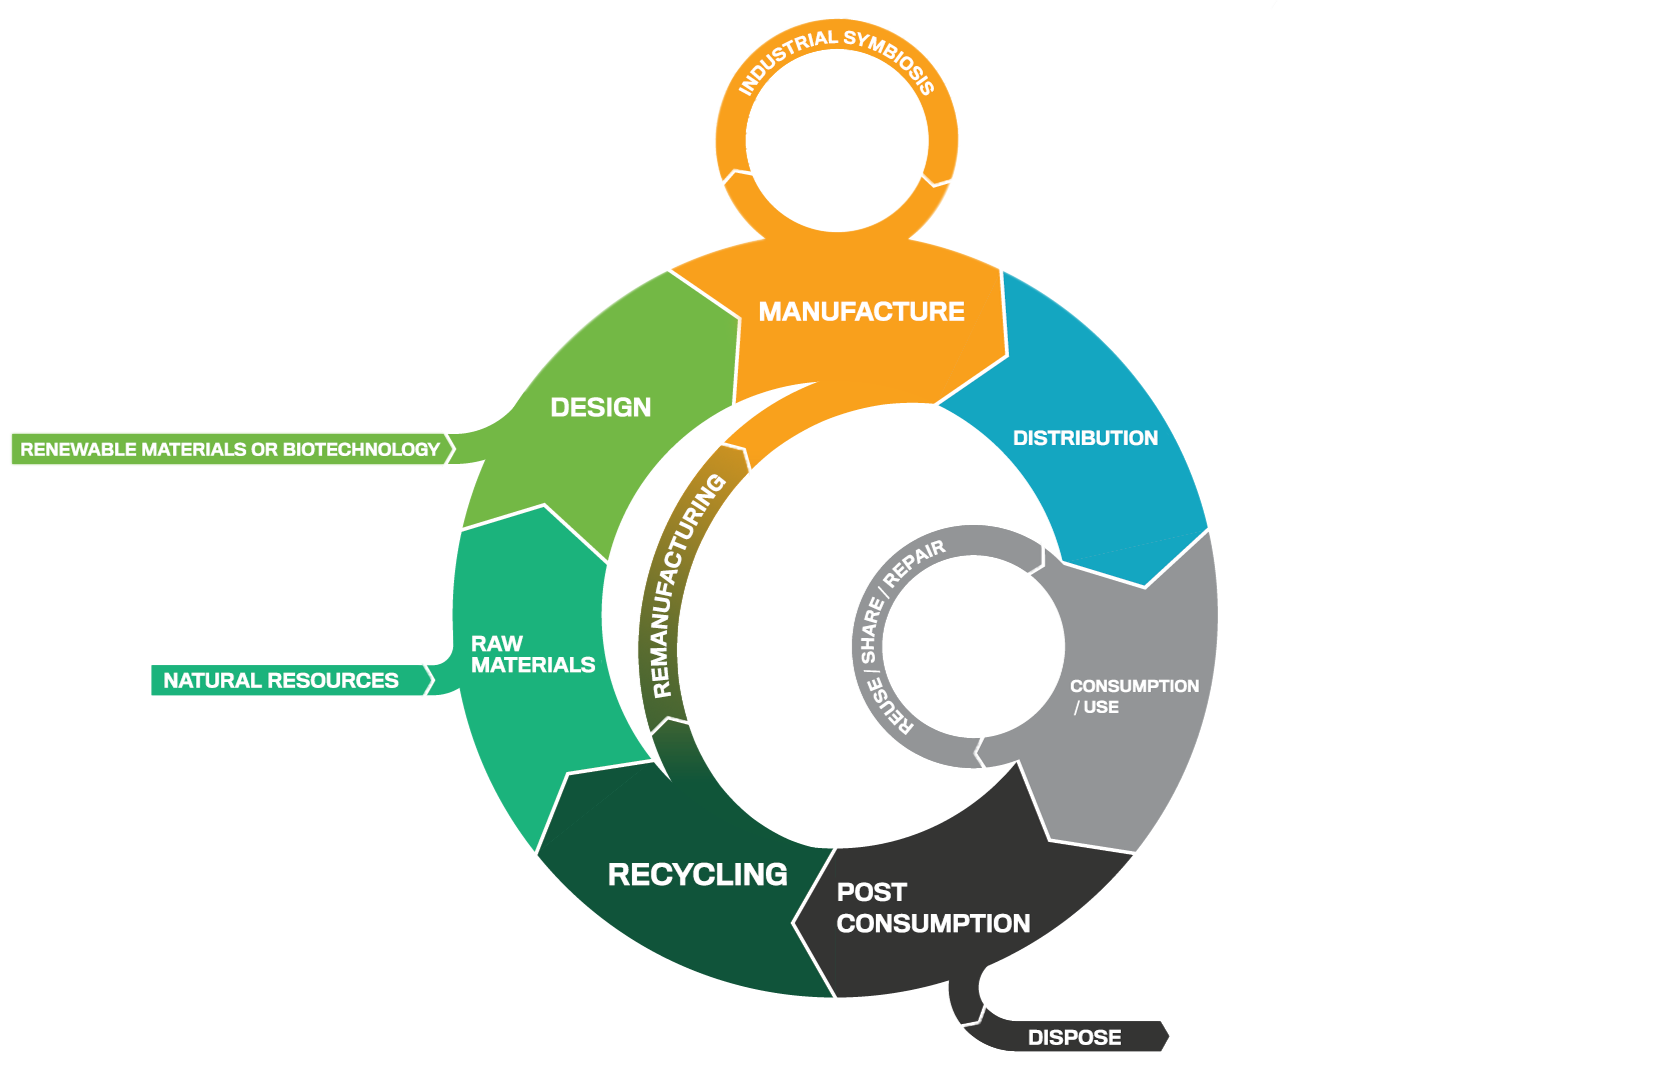 INDUSTRIAL SYMBIOSIS
MANUFACTURE
DESIGN
DISTRIBUTION
RENEWABLE MATERIALS OR BIOTECHNOLOGY
REMANUFACTURING
REUSE / SHARE / REPAIR
RAW
MATERIALS
NATURAL RESOURCES
CONSUMPTION
/ USE
RECYCLING
POST
CONSUMPTION
DISPOSE